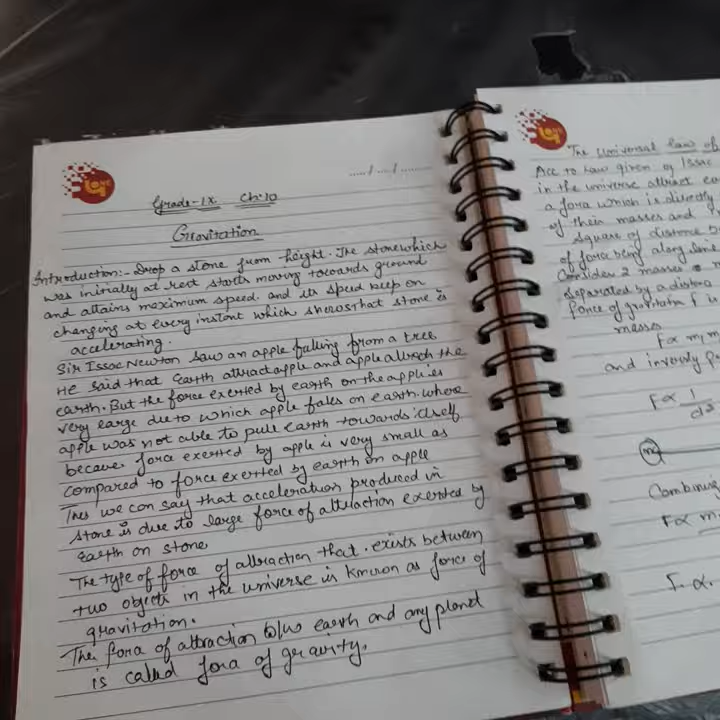 Grade-IX Ch:10
Gravitation
Introduction:- Drop a stone from height. The stone which
was initially at rest starts moving towards ground
and attains maximum speed. and its speed keep on
changing at every instant which shows that stone is
accelerating.
Sir Issac Newton saw an apple falling from a tree
He said that Earth attract apple and apple attrach the
earth. But the force exerted by earth on the apple is
very large due to which apple falls on earth. where
apple was not able to pull earth towards itself
because force exerted by apple is very small as
compared to force exerted by earth on apple
Thus we can say that acceleration produced in
stone is due to large force of attraction exerted by
Earth on stone
The type of force of attraction that. exists between
two objects in the universe is known as force of
gravitation.
The force of attraction b/w earth and any planet
is called force of gravity.
The Universal law of
Acc to law given of Issac
in the universe attract
a force which is directly
of their masses and
square of distance
of force being along
Consider 2 masses
Separated by a
Force of gravitation F is
masses
F ∝ m, m
and inversly
F ∝ 1/d²
m
Combining
F ∝ m
F ∝